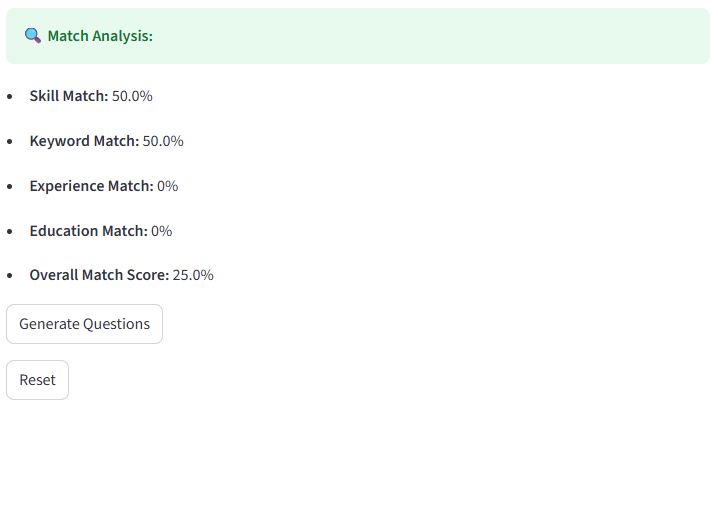 Match Analysis:
Skill Match: 50.0%
Keyword Match: 50.0%
Experience Match: 0%
Education Match: 0%
Overall Match Score: 25.0%
Generate Questions
Reset